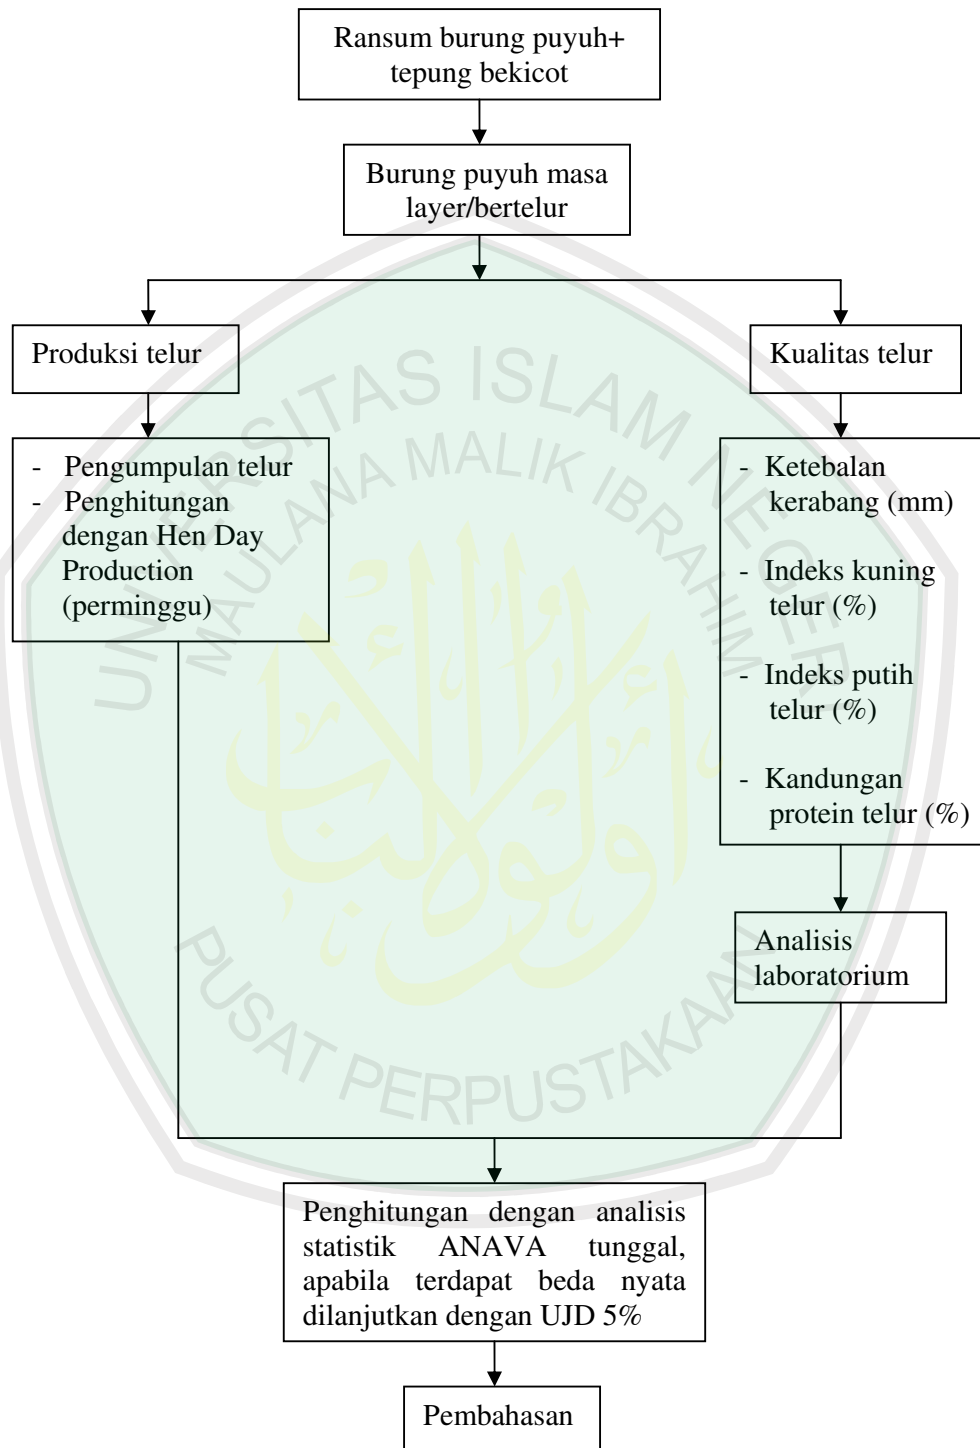 Ransum burung puyuh+
tepung bekicot
Burung puyuh masa
layer/bertelur
Produksi telur
Kualitas telur
- Pengumpulan telur
- Penghitungan
dengan Hen Day
Production
(perminggu)
- Ketebalan
kerabang (mm)
- Indeks kuning
telur (%)
- Indeks putih
telur (%)
- Kandungan
protein telur (%)
Analisis
laboratorium
Penghitungan dengan analisis
statistik ANAVA tunggal,
apabila terdapat beda nyata
dilanjutkan dengan UJD 5%
Pembahasan
UNIVERSITAS ISLAM NEGERI
MAULANA MALIK IBRAHIM
PUSAT PERPUSTAKAAN